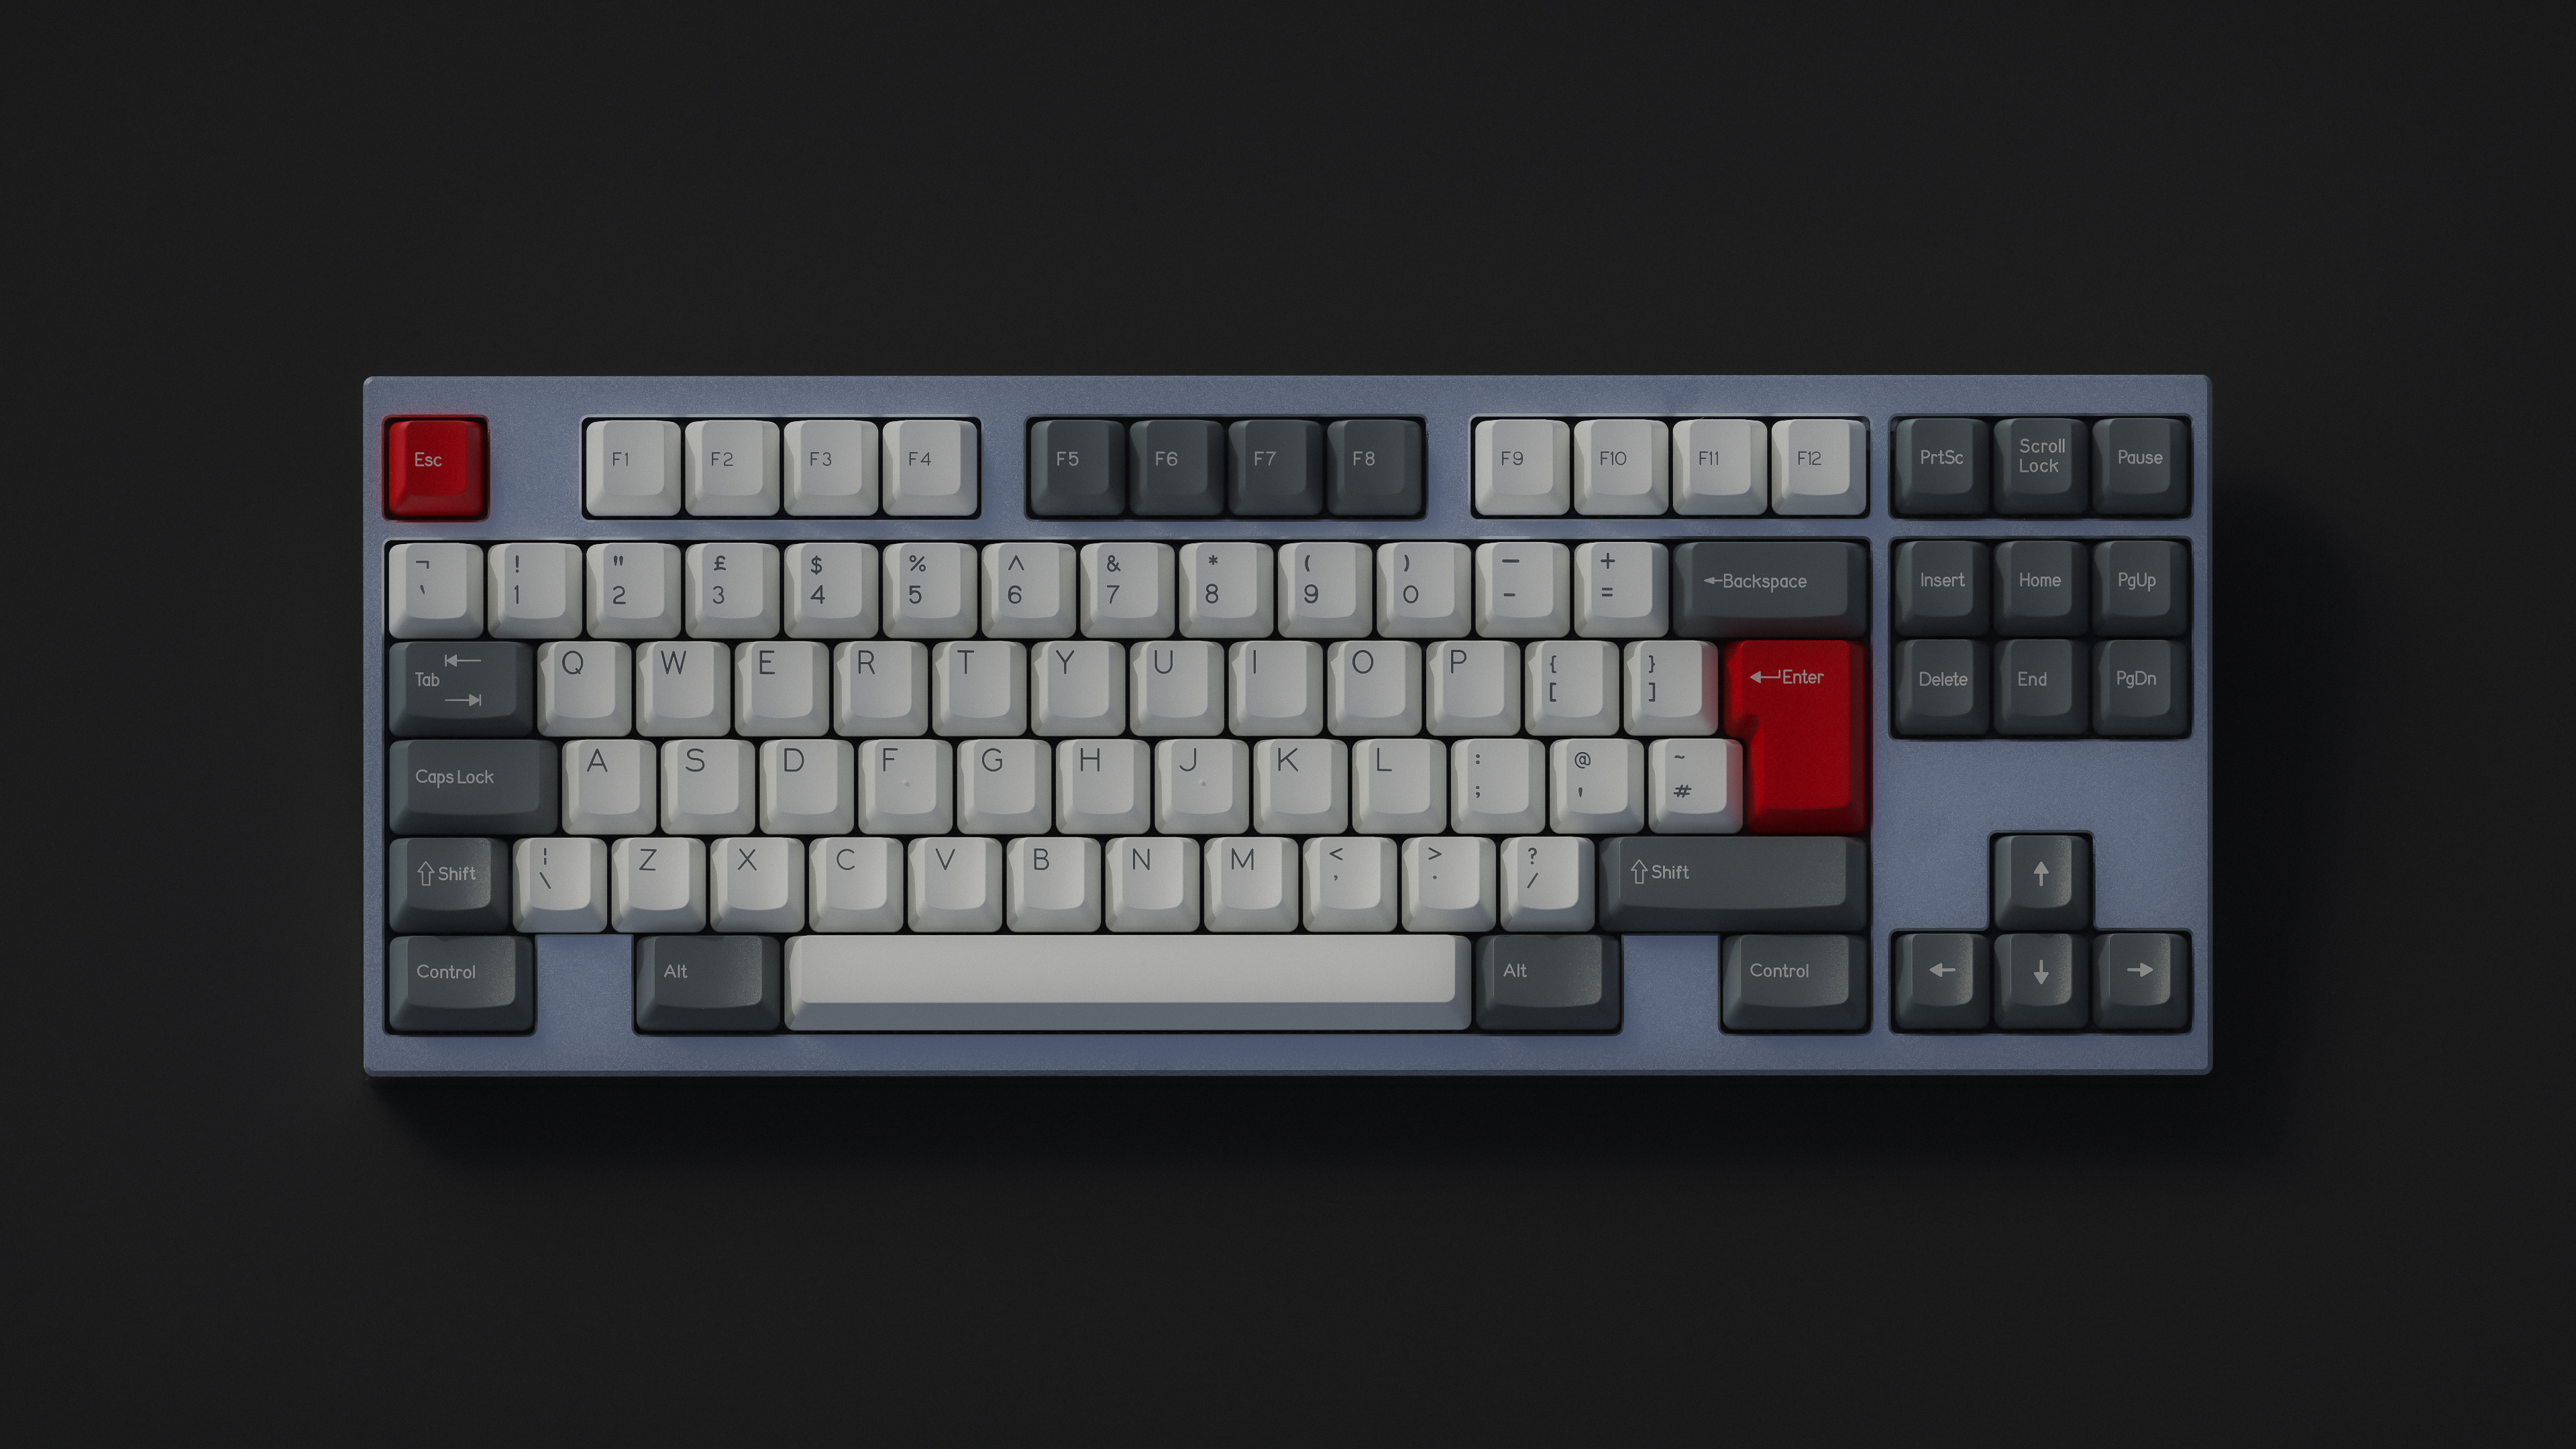 Esc F1 F2 F3 F4 F5 F6 F7 F8 F9 F10 F11 F12 PrtSc Scroll Lock Pause
¬ ! " £ $ % ^ & * ( ) _ +
` 1 2 3 4 5 6 7 8 9 0 - = ←Backspace Insert Home PgUp
Tab Q W E R T Y U I O P { } ↵Enter Delete End PgDn
[ ]
Caps Lock A S D F G H J K L : @ ~
; ' #
⇧Shift ¦ Z X C V B N M < > ? ⇧Shift ↑
\ , . /
Control Alt Alt Control ← ↓ →